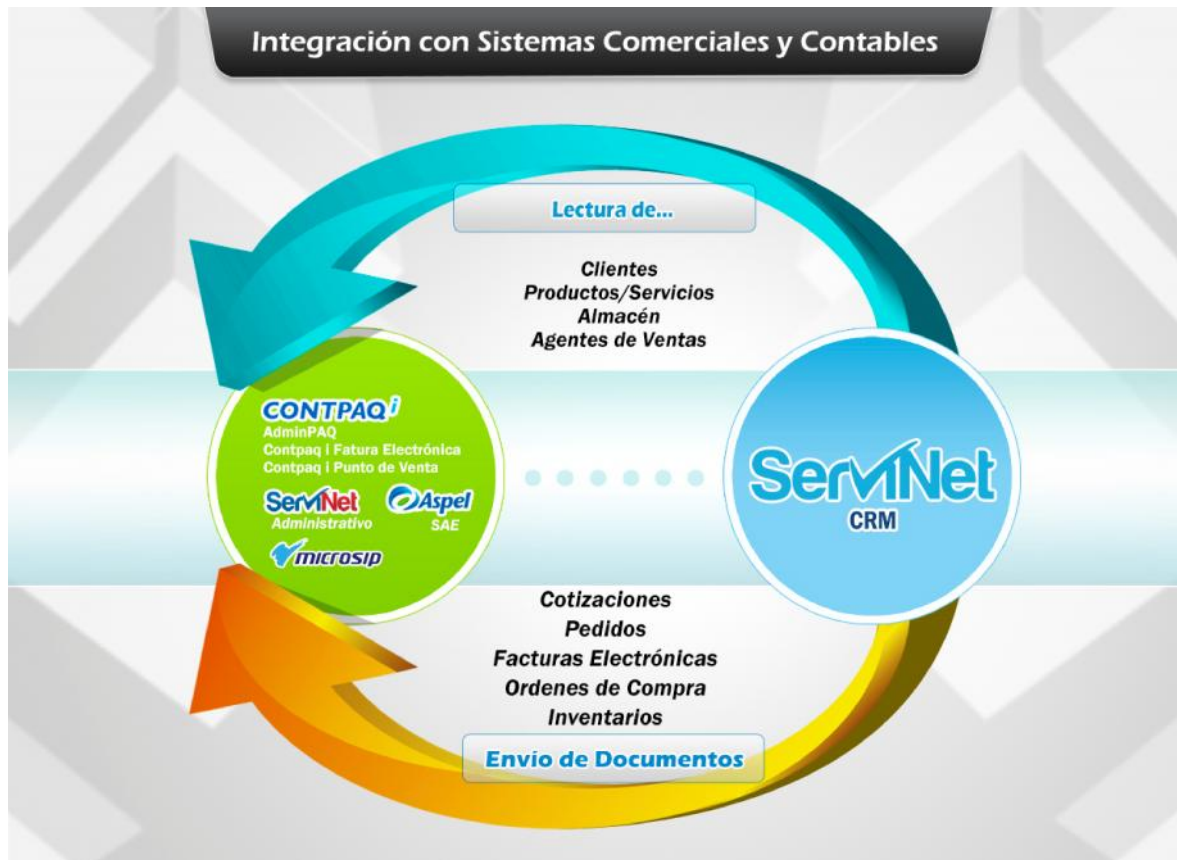 Integración con Sistemas Comerciales y Contables
Lectura de...
Clientes
Productos/Servicios
Almacén
Agentes de Ventas
CONTPAQ i
AdminPAQ
Contpaq i Fatura Electrónica
Contpaq i Punto de Venta
ServiNet
Administrativo
Aspel
SAE
microsip
ServiNet
CRM
Cotizaciones
Pedidos
Facturas Electrónicas
Ordenes de Compra
Inventarios
Envío de Documentos